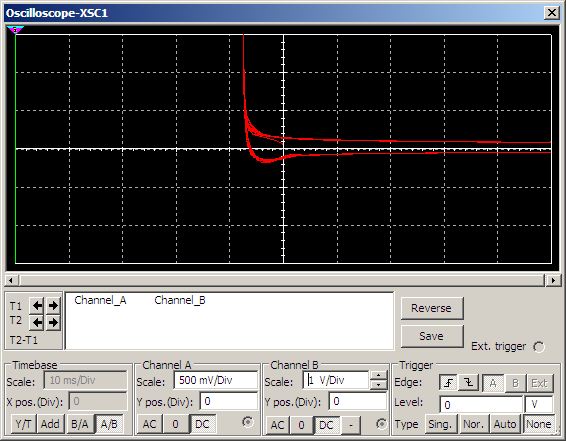 Oscilloscope-XSC1
T1
T2
T2-T1
Channel_A Channel_B
Reverse
Save
Ext. trigger
Timebase
Scale: 10 ms/Div
X pos.(Div): 0
Y/T Add B/A A/B
Channel A
Scale: 500 mV/Div
Y pos.(Div): 0
AC 0 DC
Channel B
Scale: 1 V/Div
Y pos.(Div): 0
AC 0 DC -
Trigger
Edge: A B Ext
Level: 0 V
Type Sing. Nor. Auto None